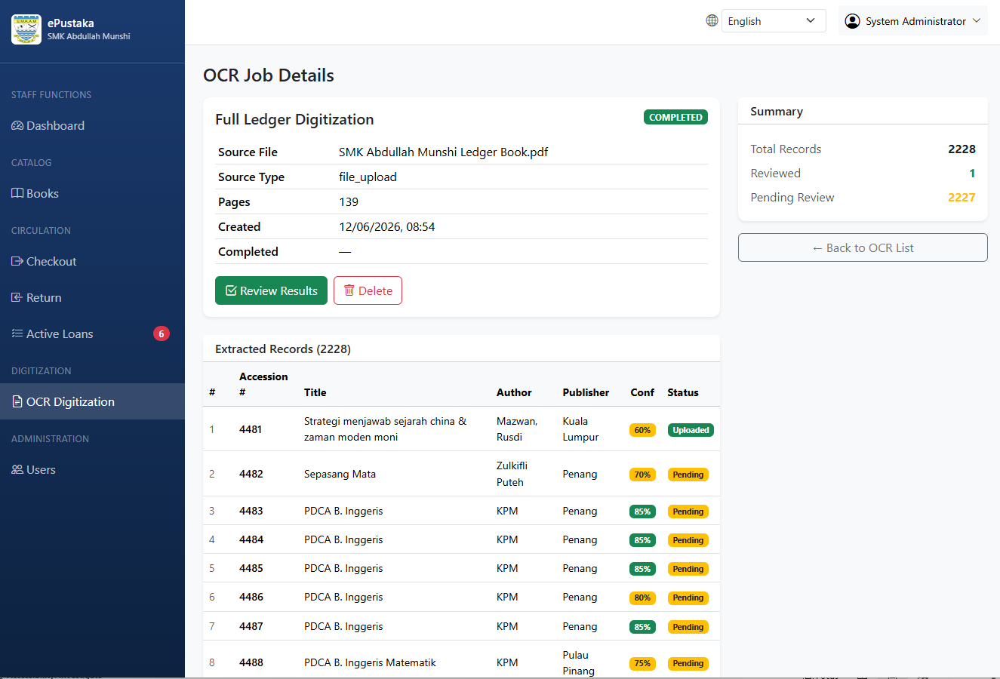 ePustaka
SMK Abdullah Munshi
English
System Administrator
STAFF FUNCTIONS
Dashboard
CATALOG
Books
CIRCULATION
Checkout
Return
Active Loans 6
DIGITIZATION
OCR Digitization
ADMINISTRATION
Users
OCR Job Details
Full Ledger Digitization COMPLETED
Source File SMK Abdullah Munshi Ledger Book.pdf
Source Type file_upload
Pages 139
Created 12/06/2026, 08:54
Completed —
Review Results Delete
Summary
Total Records 2228
Reviewed 1
Pending Review 2227
← Back to OCR List
Extracted Records (2228)
# Accession # Title Author Publisher Conf Status
1 4481 Strategi menjawab sejarah china & zaman moden moni Mazwan, Rusdi Kuala Lumpur 60% Uploaded
2 4482 Sepasang Mata Zulkifli Puteh Penang 70% Pending
3 4483 PDCA B. Inggeris KPM Penang 85% Pending
4 4484 PDCA B. Inggeris KPM Penang 85% Pending
5 4485 PDCA B. Inggeris KPM Penang 85% Pending
6 4486 PDCA B. Inggeris KPM Penang 80% Pending
7 4487 PDCA B. Inggeris KPM Penang 85% Pending
8 4488 PDCA B. Inggeris Matematik KPM Pulau Pinang 75% Pending